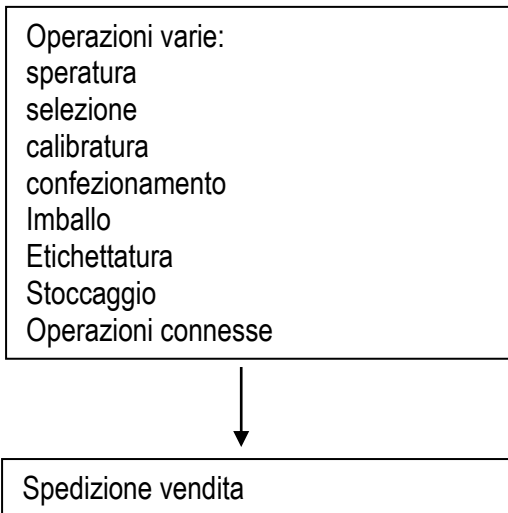 Operazioni varie:
speratura
selezione
calibratura
confezionamento
Imballo
Etichettatura
Stoccaggio
Operazioni connesse
Spedizione vendita